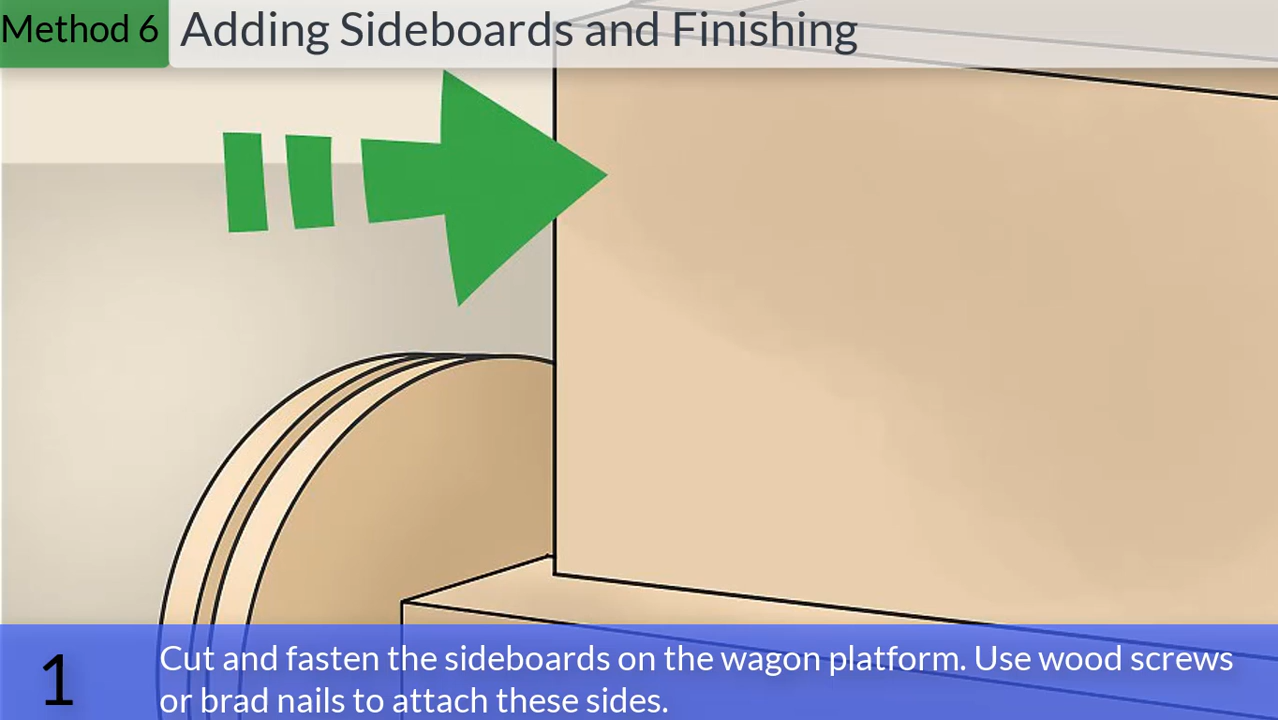 Method 6
Adding Sideboards and Finishing
1
Cut and fasten the sideboards on the wagon platform. Use wood screws
or brad nails to attach these sides.